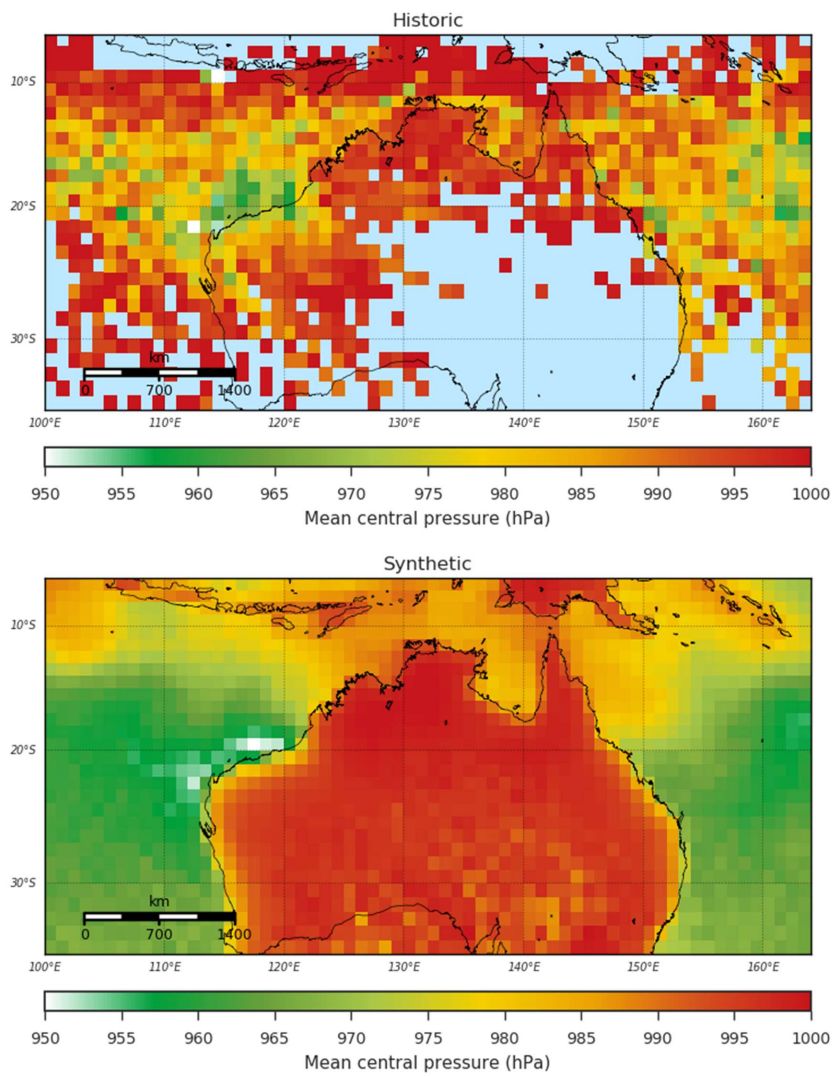 Historic
10°S
20°S
30°S
km
0 700 1400
100°E 110°E 120°E 130°E 140°E 150°E 160°E
950 955 960 965 970 975 980 985 990 995 1000
Mean central pressure (hPa)
Synthetic
10°S
20°S
30°S
km
0 700 1400
100°E 110°E 120°E 130°E 140°E 150°E 160°E
950 955 960 965 970 975 980 985 990 995 1000
Mean central pressure (hPa)